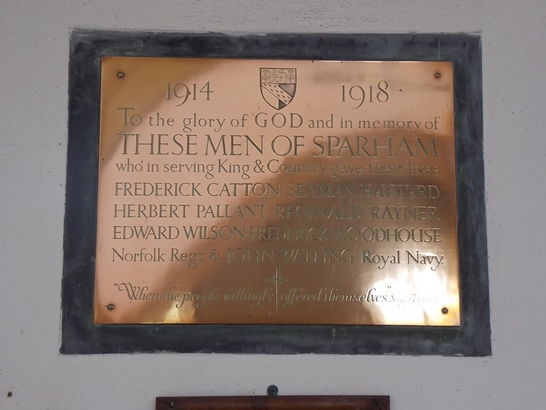 1914 1918
To the glory of GOD and in memory of
THESE MEN OF SPARHAM
who in serving King & Country gave their lives
FREDERICK CATTON SEAMAN HAYWARD
HERBERT PALLANT REGINALD RAYNER
EDWARD WILSON FREDERICK WOODHOUSE
Norfolk Regt & JOHN WATLING Royal Navy.
"When the people willingly offered themselves"